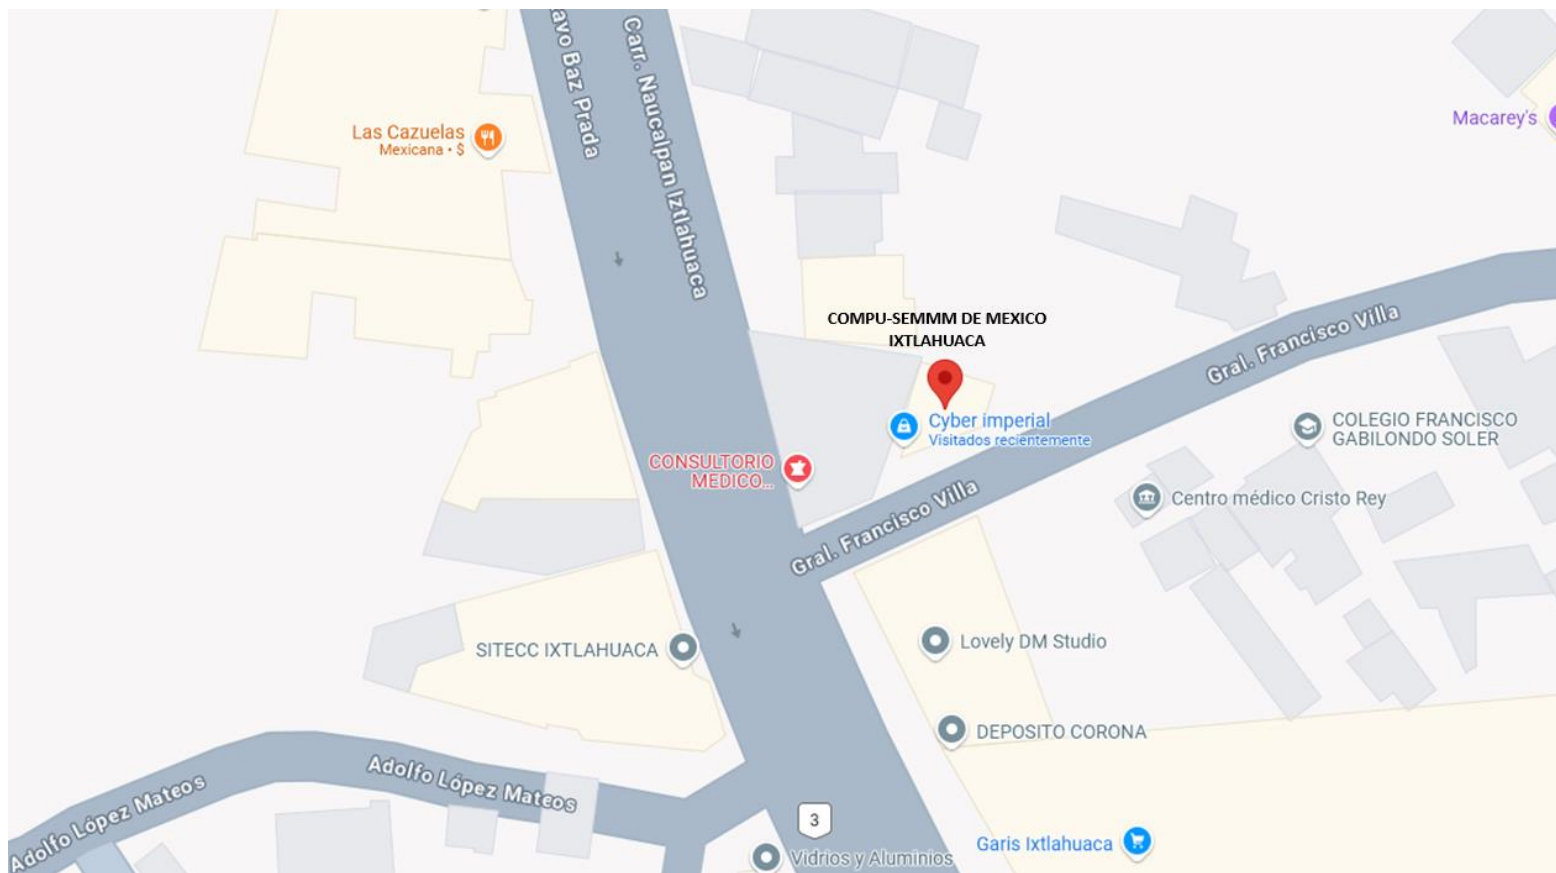 avo Baz Prada
Carr. Naucalpan Iztlahuaca
Las Cazuelas
Mexicana • $
Macarey's
COMPU-SEMMM DE MEXICO
IXTLAHUACA
Gral. Francisco Villa
Cyber imperial
Visitados recientemente
COLEGIO FRANCISCO
GABILONDO SOLER
CONSULTORIO
MEDICO...
Centro médico Cristo Rey
Gral. Francisco Villa
SITECC IXTLAHUACA
Lovely DM Studio
DEPOSITO CORONA
Adolfo López Mateos
Adolfo López Mateos
3
Garis Ixtlahuaca
Vidrios y Aluminios